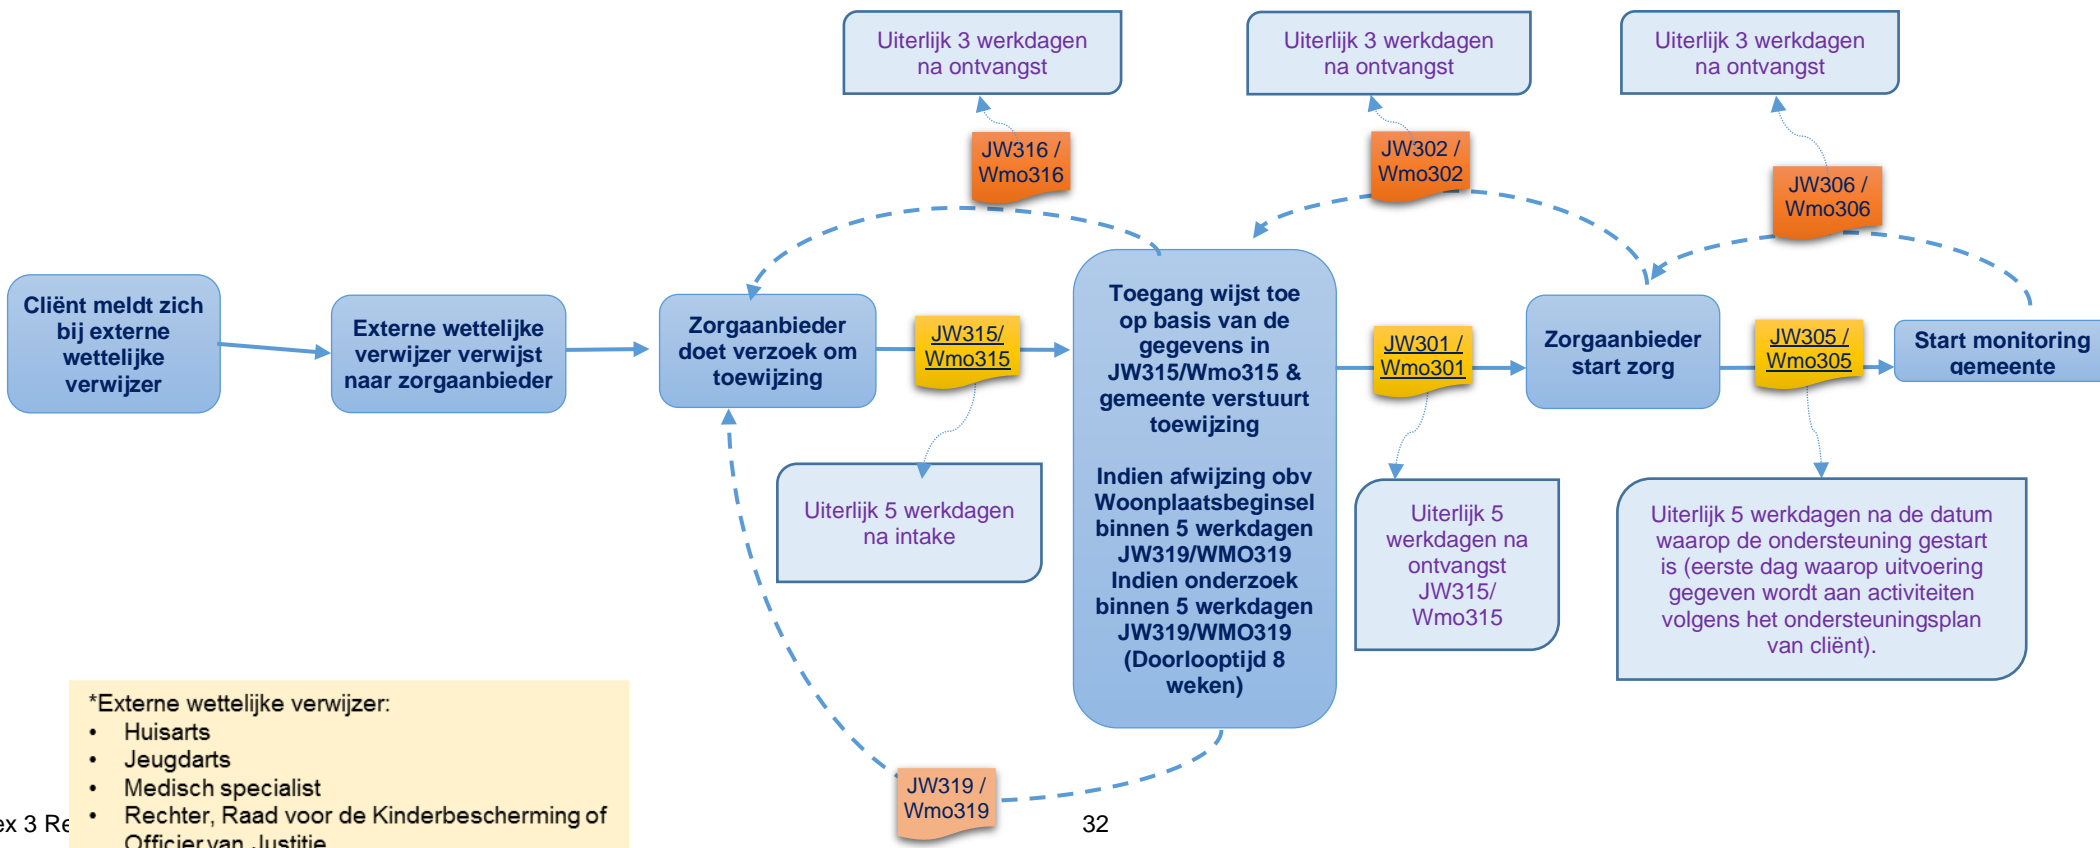 Uiterlijk 3 werkdagen
na ontvangst
Uiterlijk 3 werkdagen
na ontvangst
Uiterlijk 3 werkdagen
na ontvangst
JW316 /
Wmo316
JW302 /
Wmo302
JW306 /
Wmo306
Cliënt meldt zich
bij externe
wettelijke
verwijzer
Externe wettelijke
verwijzer verwijst
naar zorgaanbieder
Zorgaanbieder
doet verzoek om
toewijzing
JW315/
Wmo315
Toegang wijst toe
op basis van de
gegevens in
JW315/Wmo315 &
gemeente verstuurt
toewijzing
Indien afwijzing obv
Woonplaatsbeginsel
binnen 5 werkdagen
JW319/WMO319
Indien onderzoek
binnen 5 werkdagen
JW319/WMO319
(Doorlooptijd 8
weken)
JW301 /
Wmo301
Zorgaanbieder
start zorg
JW305 /
Wmo305
Start monitoring
gemeente
Uiterlijk 5 werkdagen
na intake
Uiterlijk 5
werkdagen na
ontvangst
JW315/
Wmo315
Uiterlijk 5 werkdagen na de datum
waarop de ondersteuning gestart
is (eerste dag waarop uitvoering
gegeven wordt aan activiteiten
volgens het ondersteuningsplan
van cliënt).
*Externe wettelijke verwijzer:
• Huisarts
• Jeugdarts
• Medisch specialist
• Rechter, Raad voor de Kinderbescherming of
Officier van Justitie
JW319 /
Wmo319
3
32